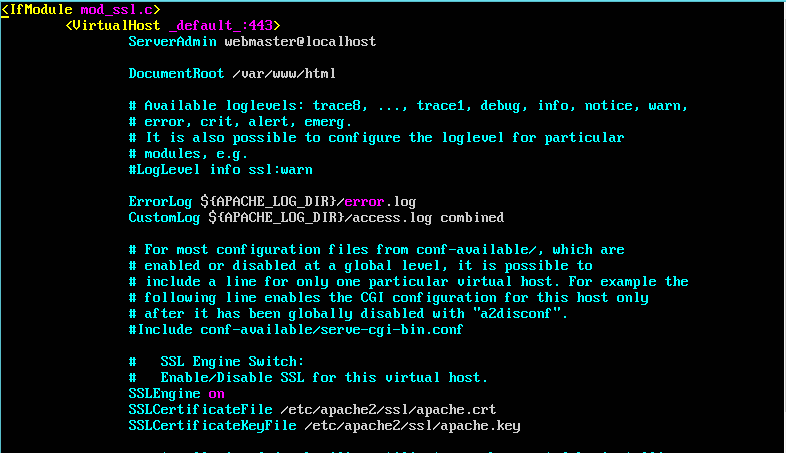 <IfModule mod_ssl.c>
<VirtualHost _default_:443>
ServerAdmin webmaster@localhost
DocumentRoot /var/www/html
# Available loglevels: trace8, ..., trace1, debug, info, notice, warn,
# error, crit, alert, emerg.
# It is also possible to configure the loglevel for particular
# modules, e.g.
#LogLevel info ssl:warn
ErrorLog ${APACHE_LOG_DIR}/error.log
CustomLog ${APACHE_LOG_DIR}/access.log combined
# For most configuration files from conf-available/, which are
# enabled or disabled at a global level, it is possible to
# include a line for only one particular virtual host. For example the
# following line enables the CGI configuration for this host only
# after it has been globally disabled with "a2disconf".
#Include conf-available/serve-cgi-bin.conf
#   SSL Engine Switch:
#   Enable/Disable SSL for this virtual host.
SSLEngine on
SSLCertificateFile /etc/apache2/ssl/apache.crt
SSLCertificateKeyFile /etc/apache2/ssl/apache.key